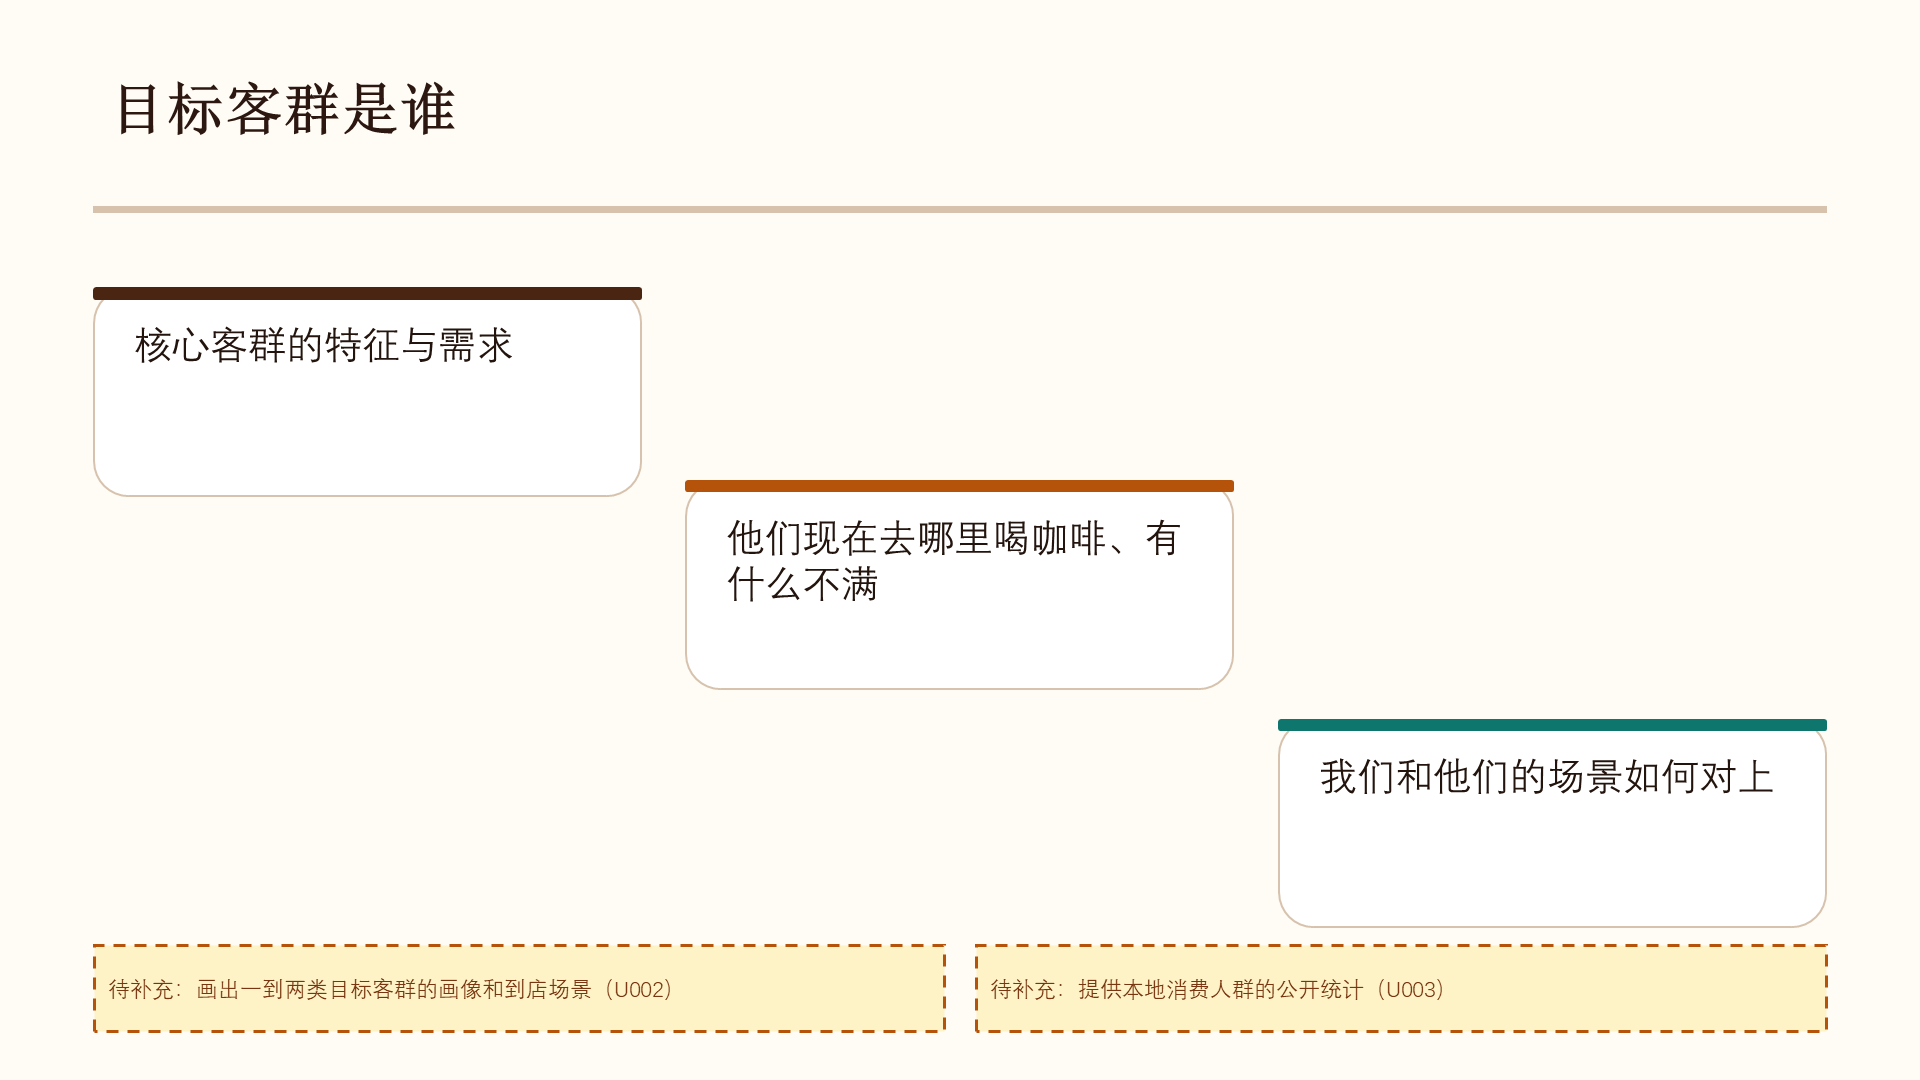 目标客群是谁
核心客群的特征与需求
他们现在去哪里喝咖啡、有
什么不满
我们和他们的场景如何对上
待补充：画出一到两类目标客群的画像和到店场景（U002）
待补充：提供本地消费人群的公开统计（U003）